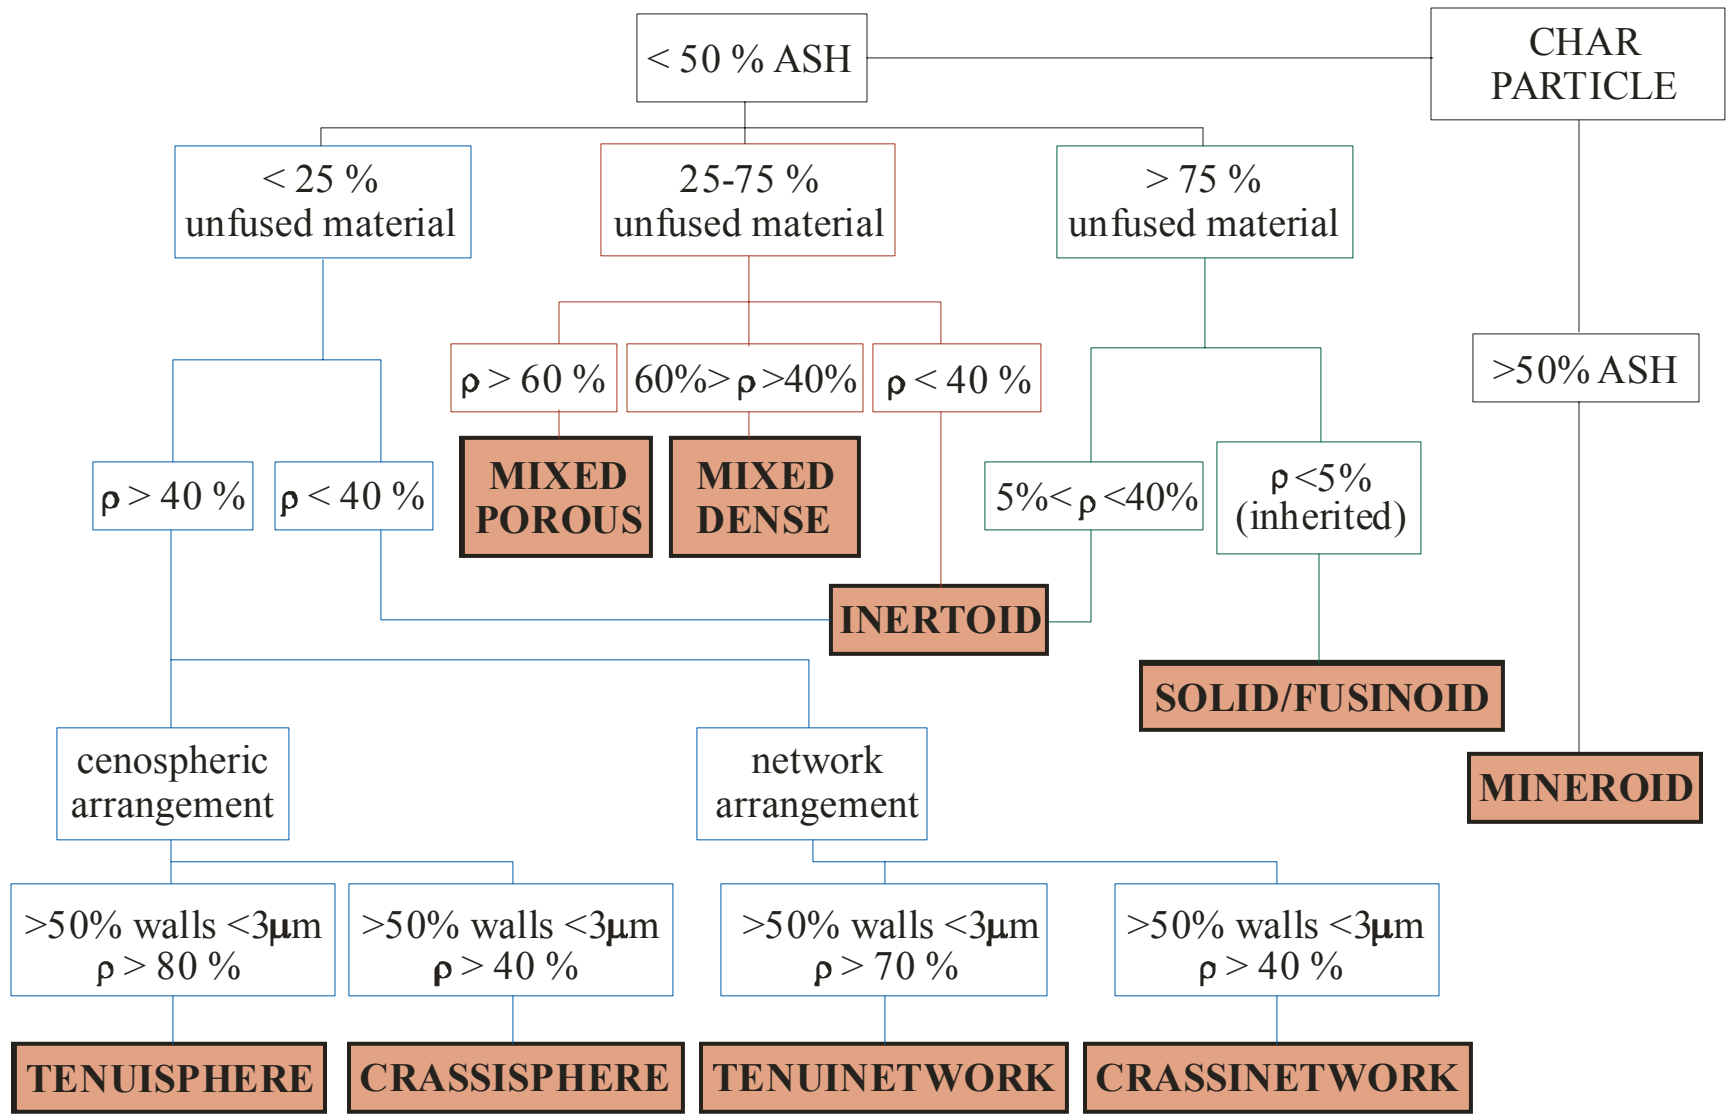 < 50 % ASH
CHAR
PARTICLE
< 25 %
unfused material
25-75 %
unfused material
> 75 %
unfused material
ρ > 60 %
60%> ρ >40%
ρ < 40 %
>50% ASH
MIXED
POROUS
MIXED
DENSE
ρ > 40 %
ρ < 40 %
5%< ρ <40%
ρ <5%
(inherited)
INERTOID
SOLID/FUSINOID
cenospheric
arrangement
network
arrangement
MINEROID
>50% walls <3μm
ρ > 80 %
>50% walls <3μm
ρ > 40 %
>50% walls <3μm
ρ > 70 %
>50% walls <3μm
ρ > 40 %
TENUISPHERE
CRASSISPHERE
TENUINETWORK
CRASSINETWORK